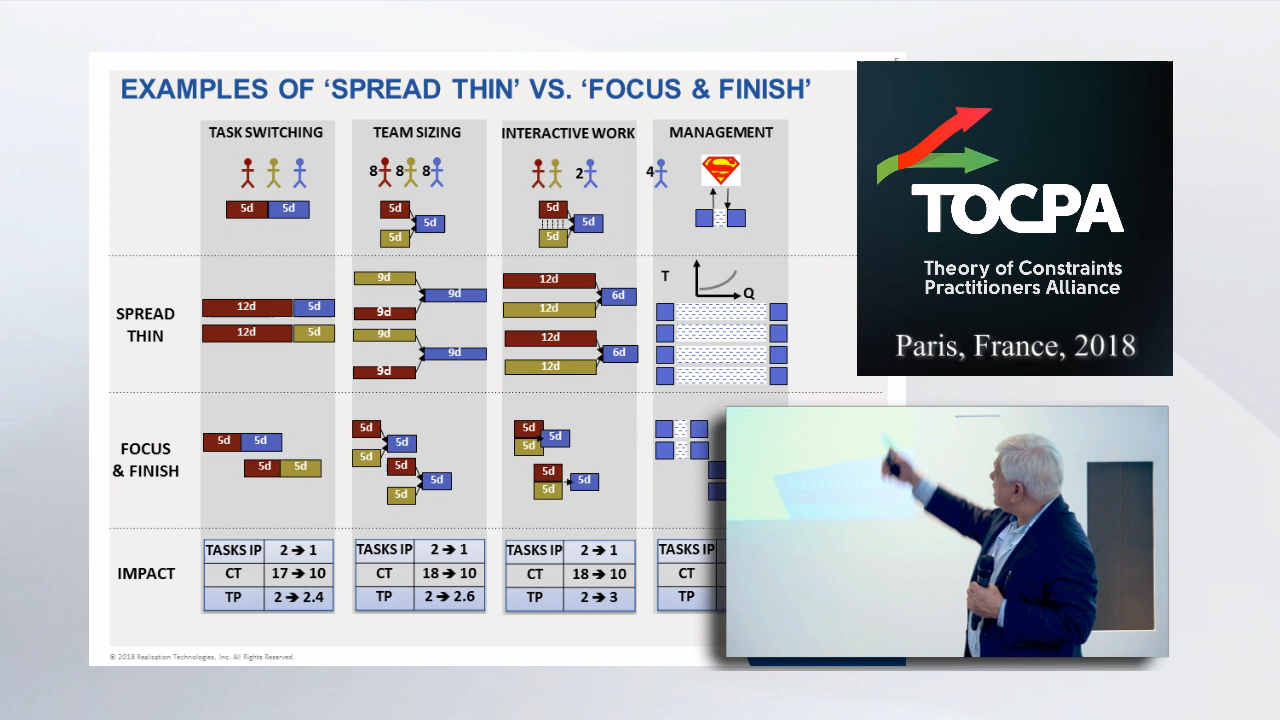 EXAMPLES OF ‘SPREAD THIN’ VS. ‘FOCUS & FINISH’
TASK SWITCHING
TEAM SIZING
INTERACTIVE WORK
MANAGEMENT
8 8 8
2
4
5d 5d
5d
5d
5d
5d
5d
5d
SPREAD
THIN
12d 5d
12d 5d
9d
9d
9d
9d
9d
9d
12d
6d
12d
12d
6d
12d
T
Q
FOCUS
& FINISH
5d 5d
5d 5d
5d
5d
5d
5d
5d
5d
5d
5d
5d
5d
5d
5d
IMPACT
TASKS IP 2 ➔ 1
CT 17 ➔ 10
TP 2 ➔ 2.4
TASKS IP 2 ➔ 1
CT 18 ➔ 10
TP 2 ➔ 2.6
TASKS IP 2 ➔ 1
CT 18 ➔ 10
TP 2 ➔ 3
TASKS IP
CT
TP
© 2018 Realization Technologies, Inc. All Rights Reserved.
TOCPA
Theory of Constraints
Practitioners Alliance
Paris, France, 2018